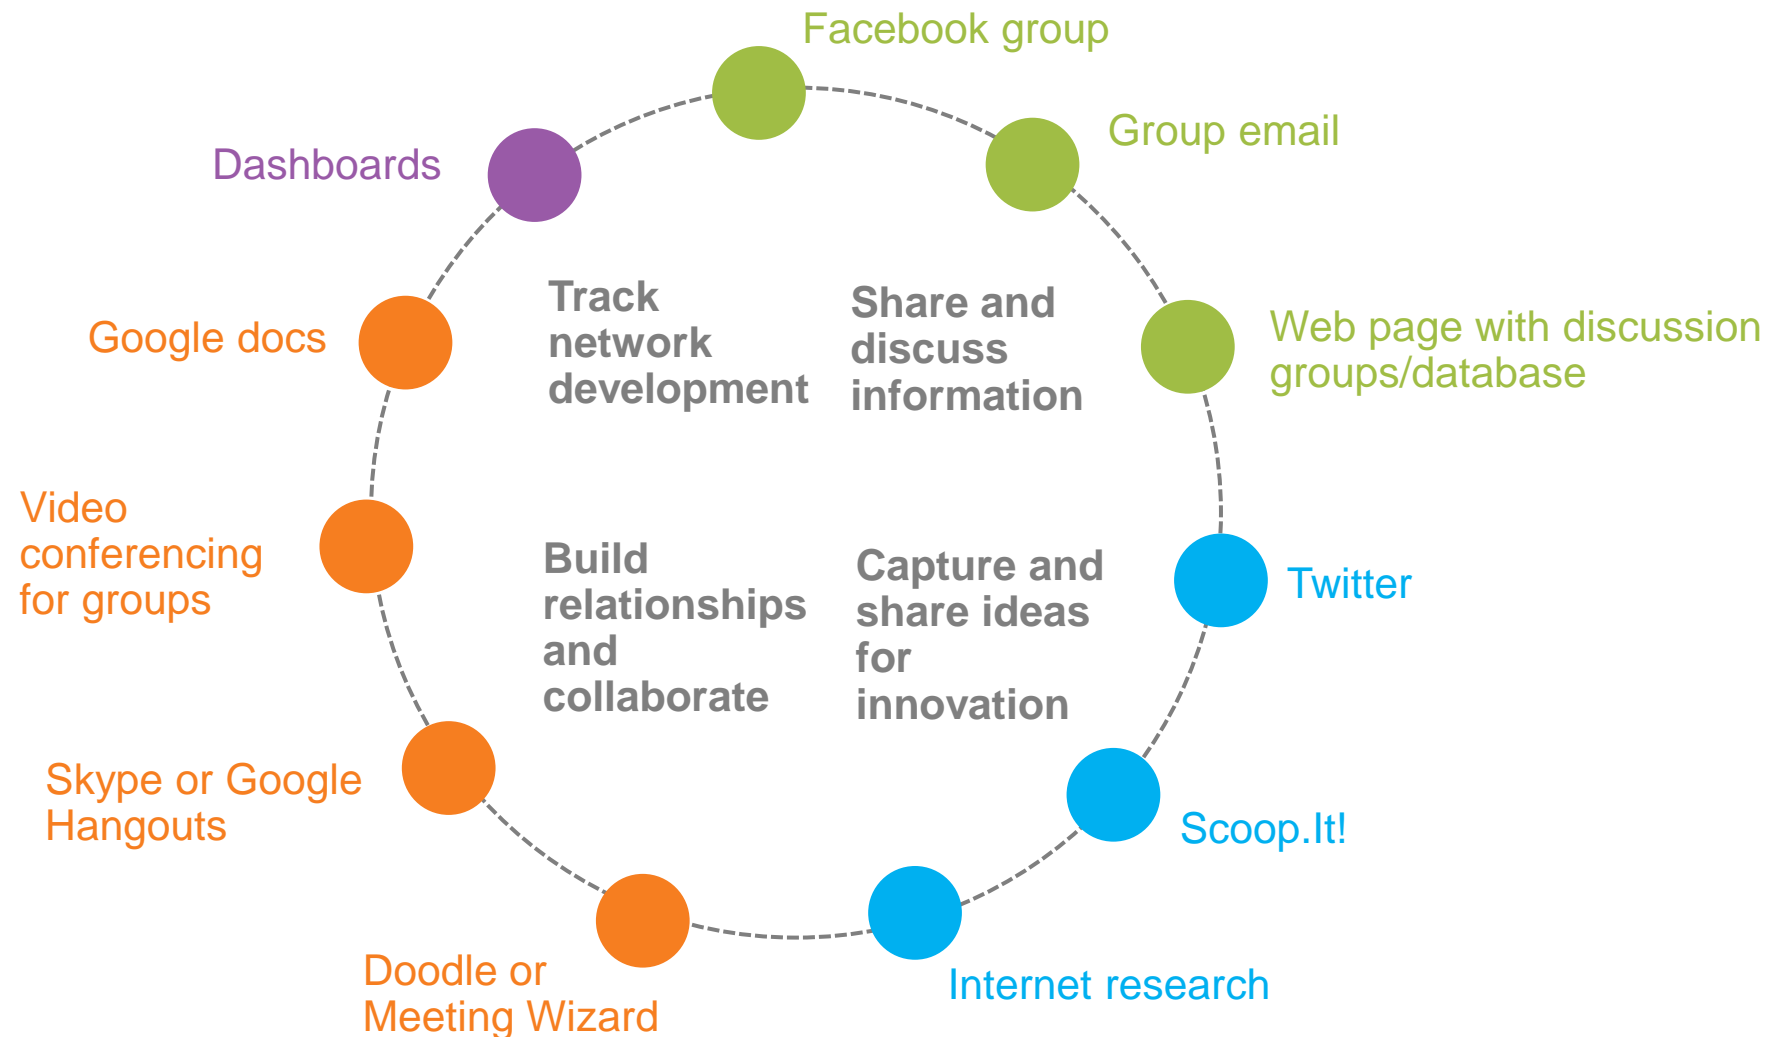 Facebook group
Group email
Dashboards
Track
network
development
Share and
discuss
information
Google docs
Web page with discussion
groups/database
Video
conferencing
for groups
Build
relationships
and
collaborate
Capture and
share ideas
for
innovation
Twitter
Skype or Google
Hangouts
Scoop.It!
Doodle or
Meeting Wizard
Internet research